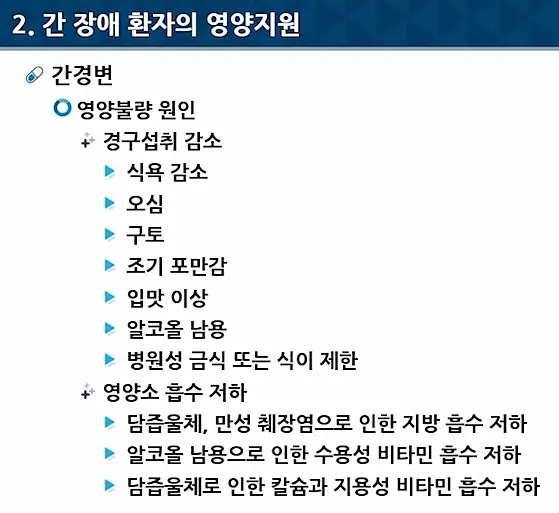 2. 간 장애 환자의 영양지원
간경변
영양불량 원인
경구섭취 감소
식욕 감소
오심
구토
조기 포만감
입맛 이상
알코올 남용
병원성 금식 또는 식이 제한
영양소 흡수 저하
담즙울체, 만성 췌장염으로 인한 지방 흡수 저하
알코올 남용으로 인한 수용성 비타민 흡수 저하
담즙울체로 인한 칼슘과 지용성 비타민 흡수 저하